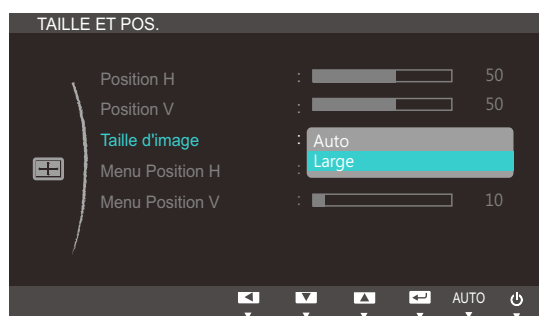 TAILLE ET POS.
Position H : 50
Position V : 50
Taille d'image : Auto
Large
Menu Position H :
Menu Position V : 10
AUTO